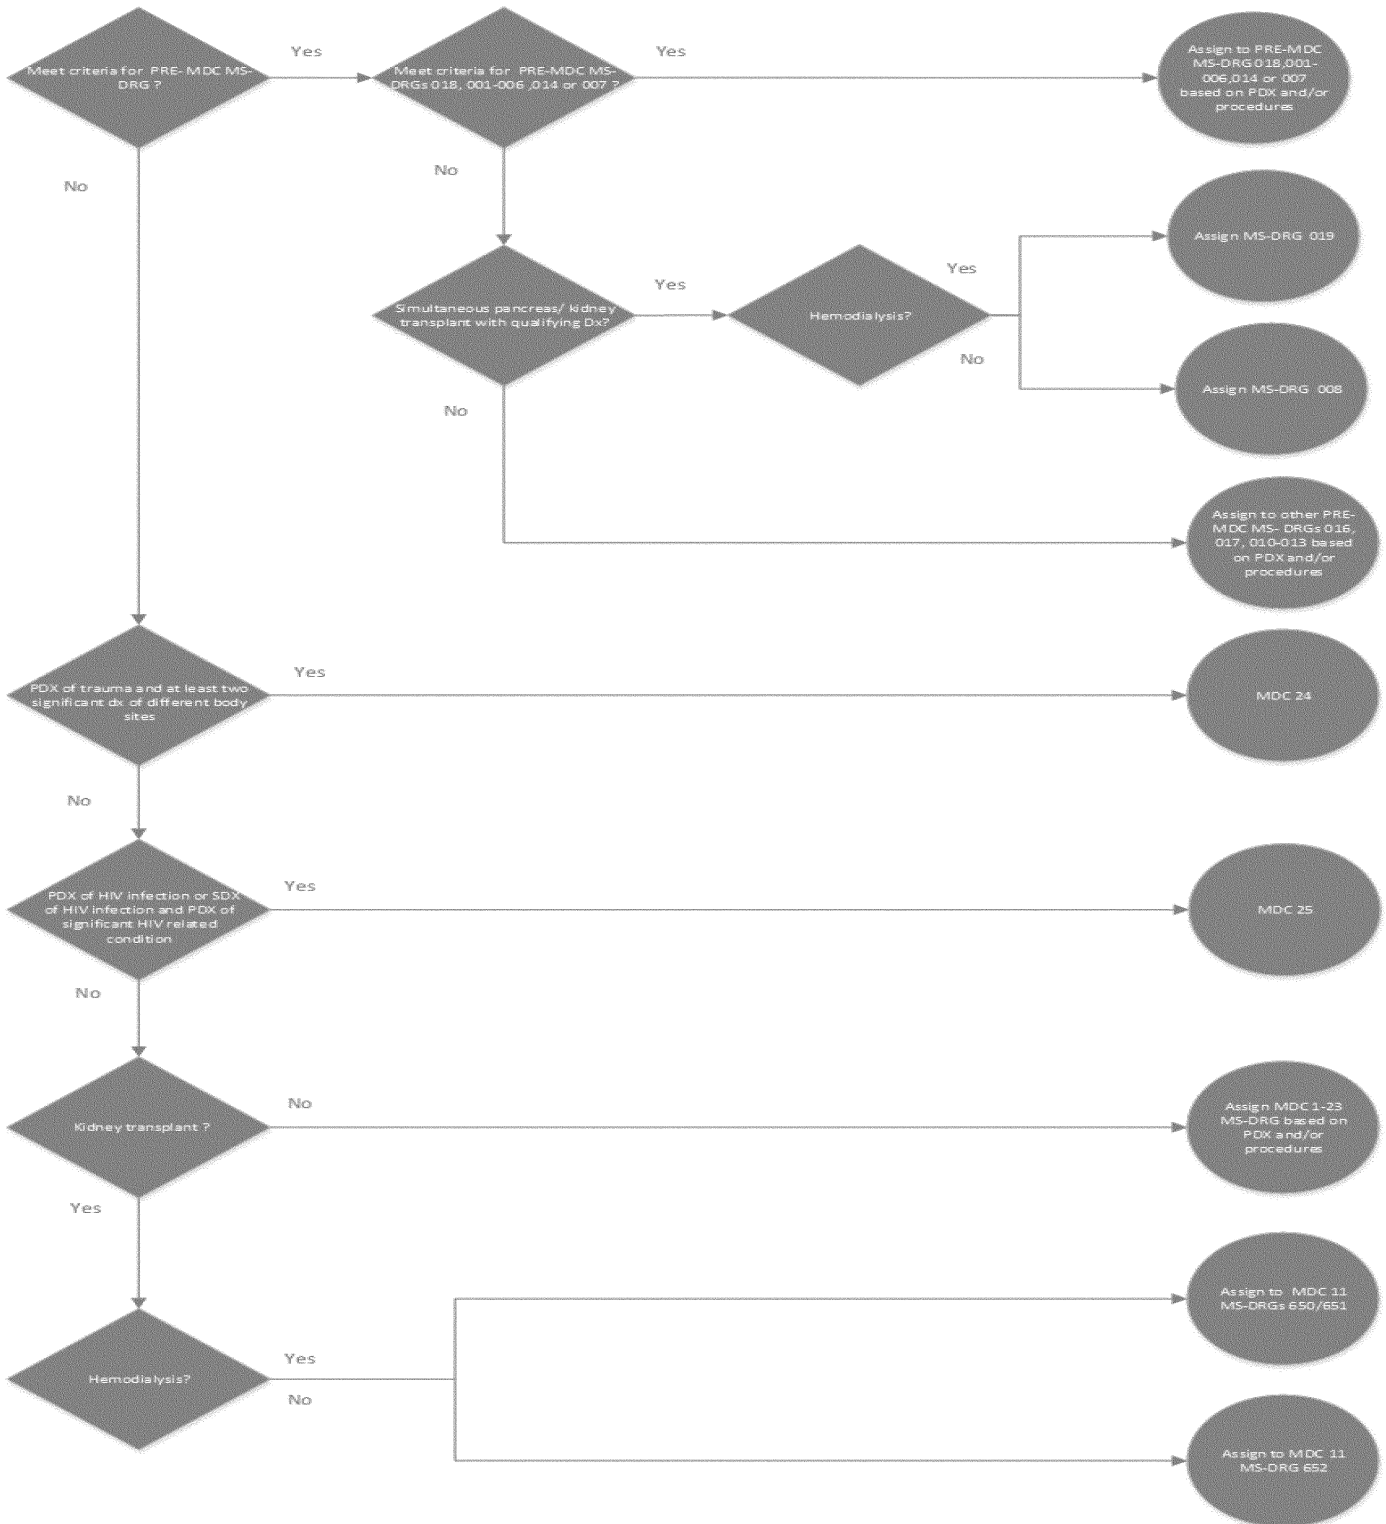 Meet criteria for PRE- MDC MS-
DRG ?
Yes
Meet criteria for PRE-MDC MS-
DRGs 018, 001-006 ,014 or 007 ?
Yes
Assign to PRE-MDC
MS-DRG 018,001-
006,014 or 007
based on PDX and/or
procedures
No
No
Simultaneous pancreas/ kidney
transplant with qualifying Dx?
Yes
Hemodialysis?
Yes
Assign MS-DRG 019
No
Assign MS-DRG 008
No
Assign to other PRE-
MDC MS- DRGs 016,
017, 010-013 based
on PDX and/or
procedures
PDX of trauma and at least two
significant dx of different body
sites
Yes
MDC 24
No
PDX of HIV infection or SDX
of HIV infection and PDX of
significant HIV related
condition
Yes
MDC 25
No
Kidney transplant ?
No
Assign MDC 1-23
MS-DRG based on
PDX and/or
procedures
Yes
Hemodialysis?
Yes
Assign to MDC 11
MS-DRGs 650/651
No
Assign to MDC 11
MS-DRG 652